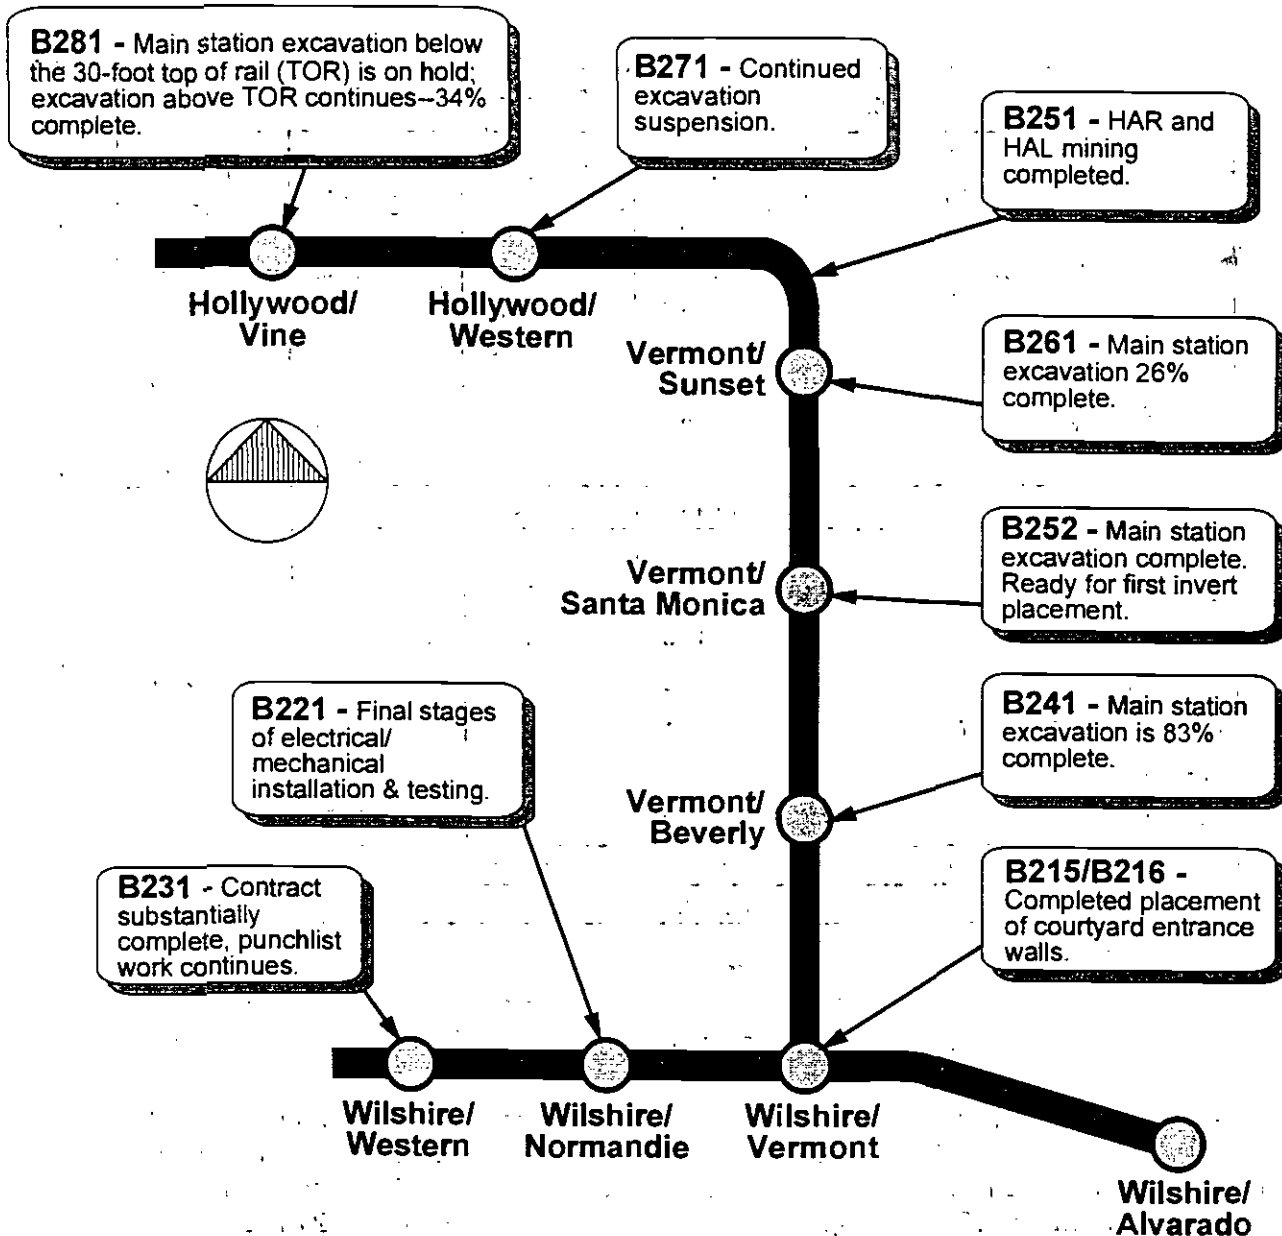 B281 - Main station excavation below
the 30-foot top of rail (TOR) is on hold;
excavation above TOR continues--34%
complete.
B271 - Continued
excavation
suspension.
B251 - HAR and
HAL mining
completed.
Hollywood/
Vine
Hollywood/
Western
Vermont/
Sunset
B261 - Main station
excavation 26%
complete.
Vermont/
Santa Monica
B252 - Main station
excavation complete.
Ready for first invert
placement.
B221 - Final stages
of electrical/
mechanical
installation & testing.
Vermont/
Beverly
B241 - Main station
excavation is 83%
complete.
B231 - Contract
substantially
complete, punchlist
work continues.
B215/B216 -
Completed placement
of courtyard entrance
walls.
Wilshire/
Western
Wilshire/
Normandie
Wilshire/
Vermont
Wilshire/
Alvarado